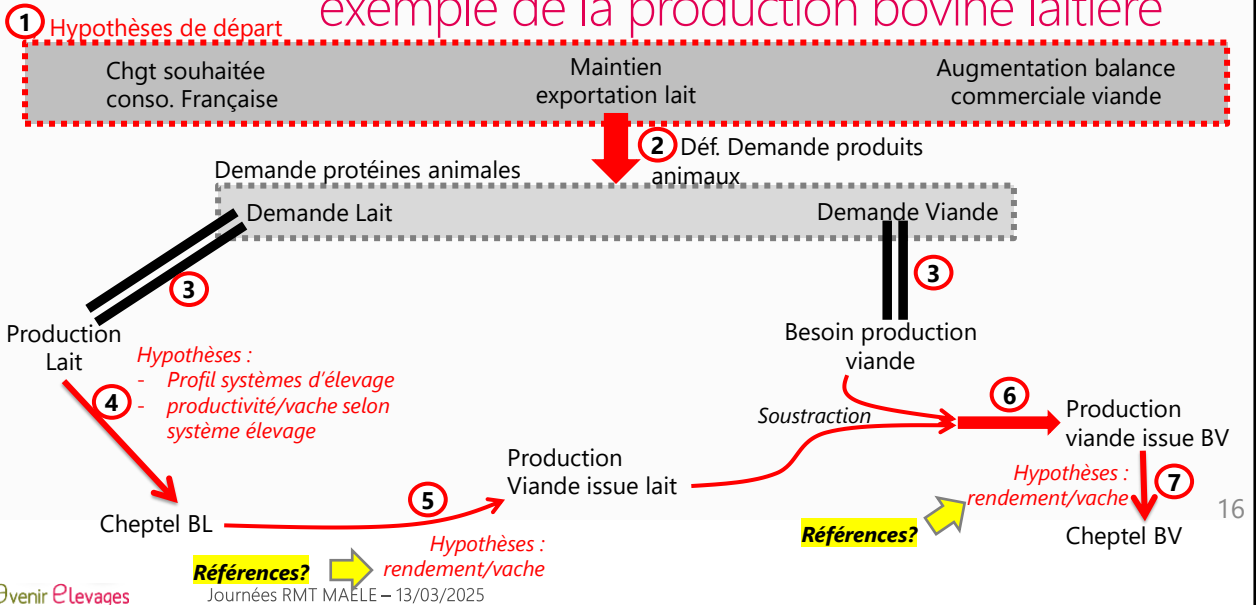 exemple de la production bovine laitière
1 Hypothèses de départ
Chgt souhaitée
conso. Française
Maintien
exportation lait
Augmentation balance
commerciale viande
2 Déf. Demande produits
animaux
Demande protéines animales
Demande Lait
Demande Viande
3
3
Production
Lait
Hypothèses :
- Profil systèmes d'élevage
- productivité/vache selon
système élevage
4
Besoin production
viande
Soustraction
6
Production
viande issue BV
Production
Viande issue lait
5
Hypothèses :
rendement/vache
7
16
Cheptel BL
Références?
Cheptel BV
Hypothèses :
rendement/vache
Références?
avenir Elevages
Journées RMT MAELE – 13/03/2025